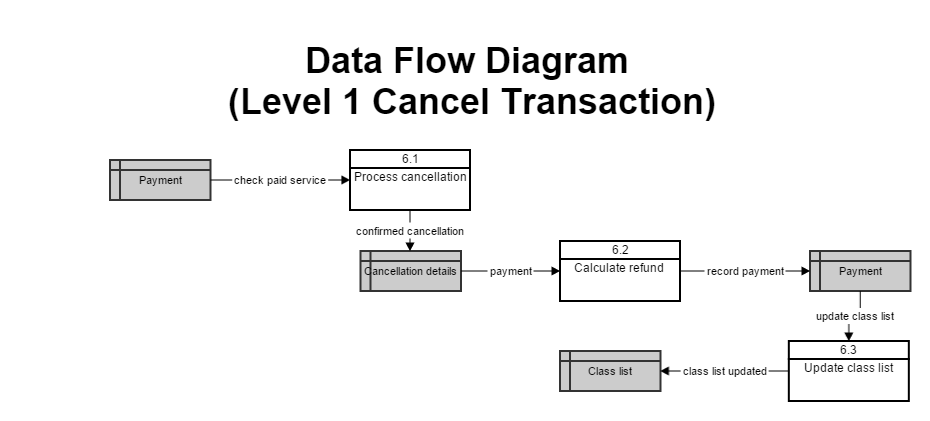 Data Flow Diagram
(Level 1 Cancel Transaction)
6.1
Payment
check paid service
Process cancellation
confirmed cancellation
6.2
Cancellation details
payment
Calculate refund
record payment
Payment
update class list
6.3
Class list
class list updated
Update class list